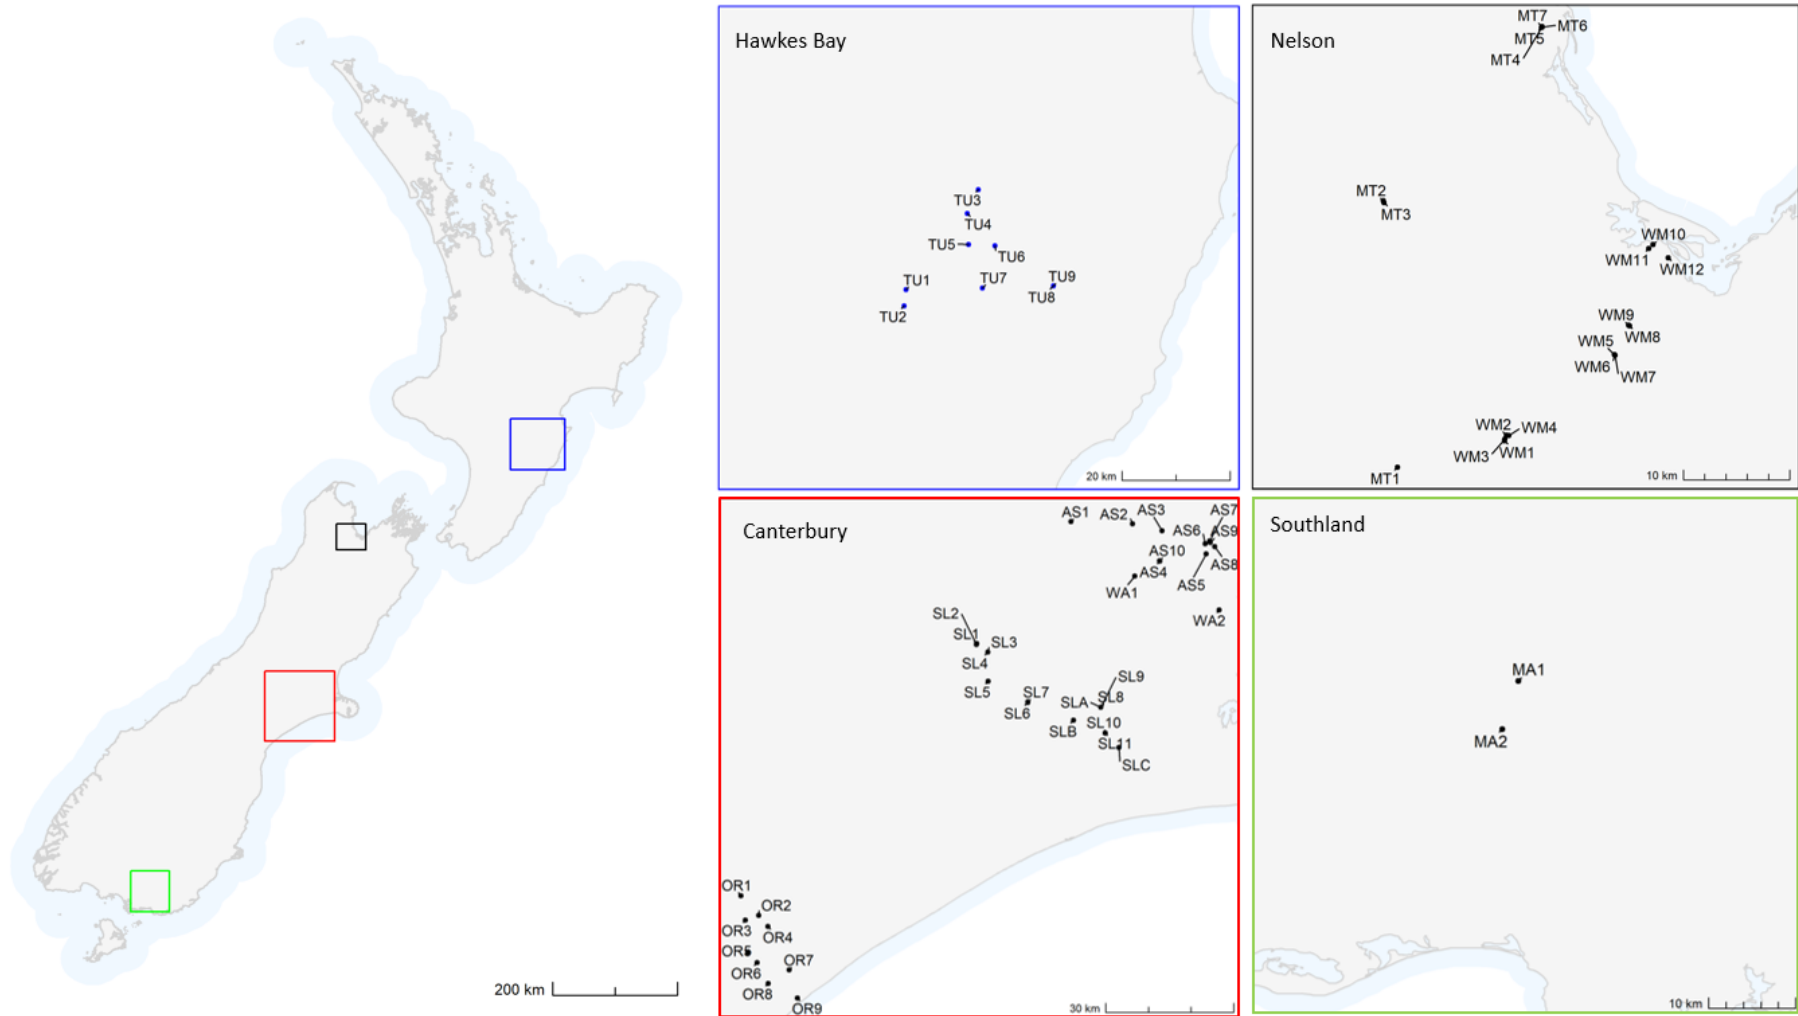 200 km
Hawkes Bay
TU3
TU4
TU5
TU6
TU1
TU7
TU9
TU8
TU2
20 km
Nelson
MT7
MT6
MT5
MT4
MT2
MT3
WM10
WM11
WM12
WM9
WM8
WM5
WM6
WM7
WM2
WM4
WM3
WM1
MT1
10 km
Canterbury
AS1
AS2
AS3
AS7
AS6
AS9
AS10
AS8
AS4
AS5
WA1
WA2
SL2
SL1
SL3
SL4
SL5
SL9
SL7
SL8
SLA
SL6
SL10
SLB
SL11
SLC
OR1
OR2
OR3
OR4
OR5
OR7
OR6
OR8
OR9
30 km
Southland
MA1
MA2
10 km